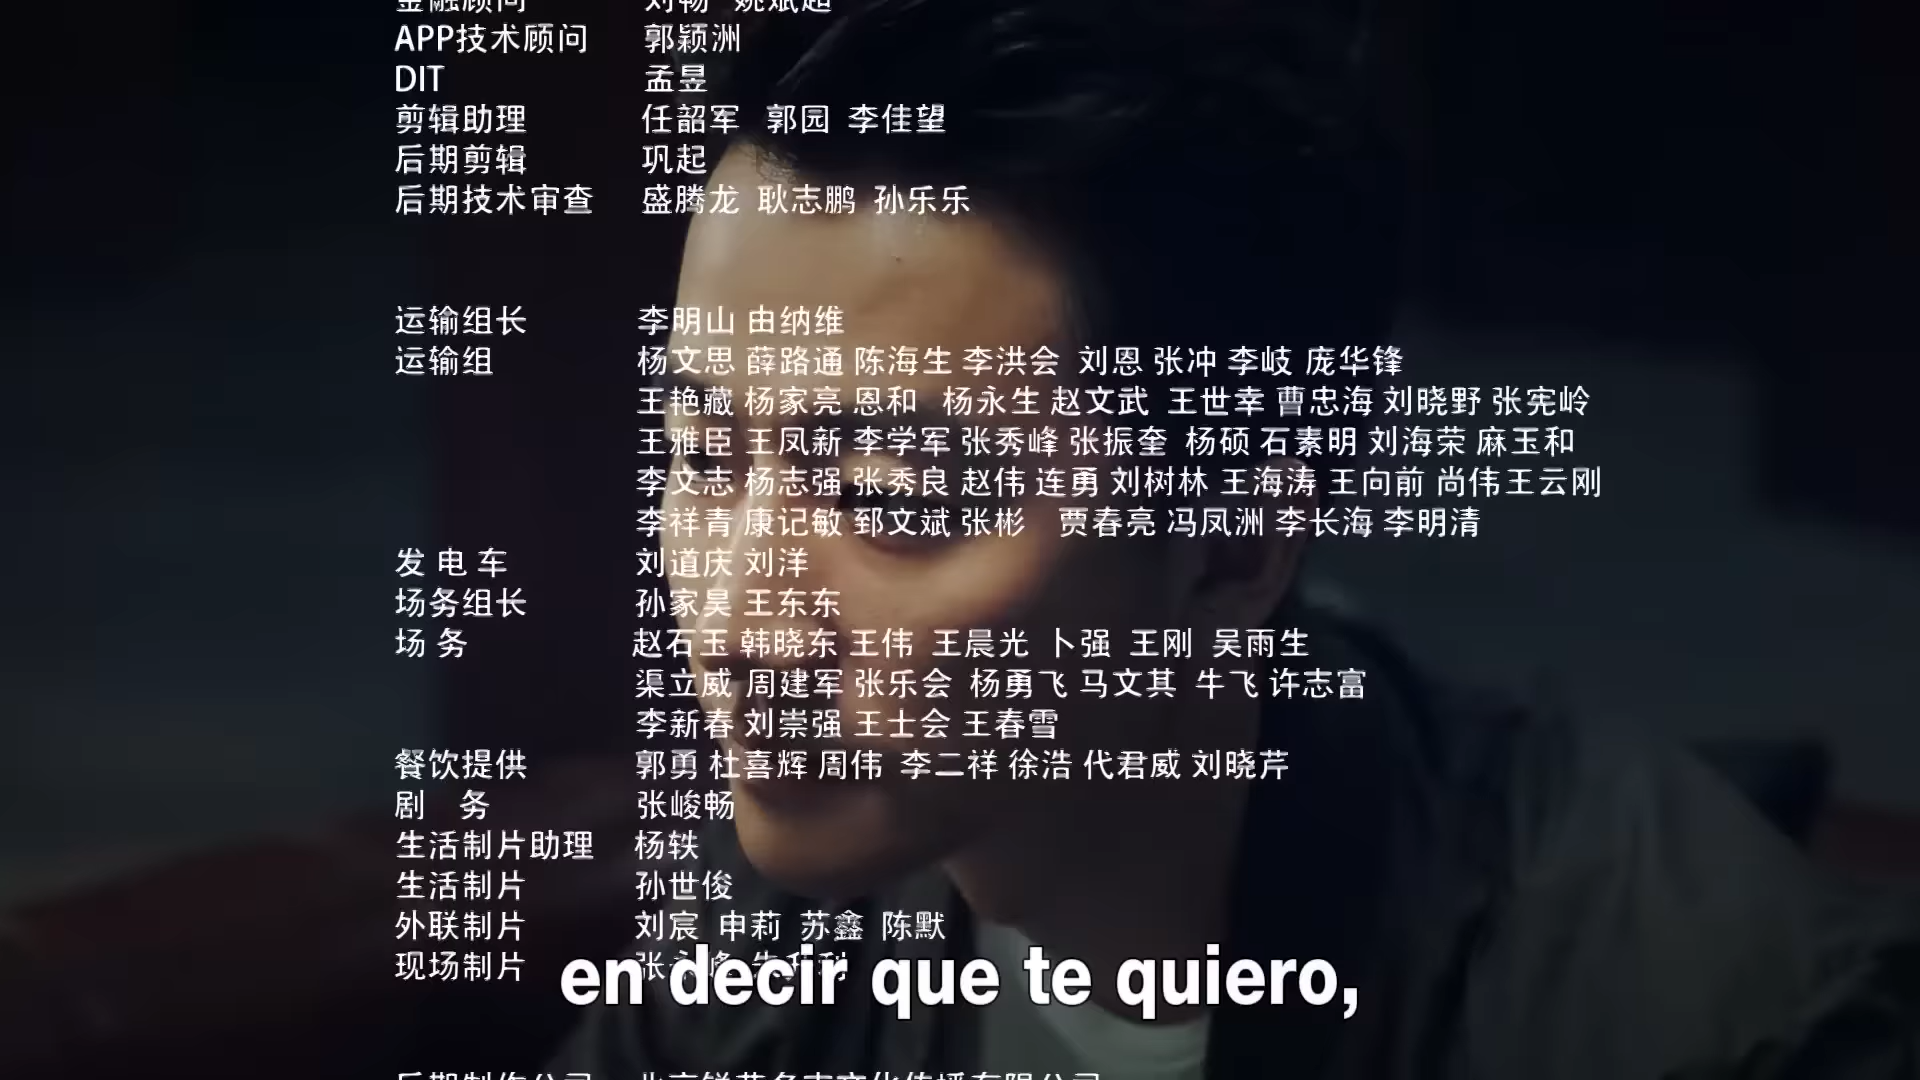 金融顾问 刘畅 姚斌超
APP技术顾问 郭颖洲
DIT 孟昱
剪辑助理 任韶军 郭园 李佳望
后期剪辑 巩起
后期技术审查 盛腾龙 耿志鹏 孙乐乐
运输组长 李明山 由纳维
运输组 杨文思 薛路通 陈海生 李洪会 刘恩 张冲 李岐 庞华锋
王艳藏 杨家亮 恩和 杨永生 赵文武 王世幸 曹忠海 刘晓野 张宪岭
王雅臣 王凤新 李学军 张秀峰 张振奎 杨硕 石素明 刘海荣 麻玉和
李文志 杨志强 张秀良 赵伟 连勇 刘树林 王海涛 王向前 尚伟王云刚
李祥青 康记敏 郅文斌 张彬 贾春亮 冯凤洲 李长海 李明清
发 电 车 刘道庆 刘洋
场务组长 孙家昊 王东东
场 务 赵石玉 韩晓东 王伟 王晨光 卜强 王刚 吴雨生
渠立威 周建军 张乐会 杨勇飞 马文其 牛飞 许志富
李新春 刘崇强 王士会 王春雪
餐饮提供 郭勇 杜喜辉 周伟 李二祥 徐浩 代君威 刘晓芹
剧 务 张峻畅
生活制片助理 杨轶
生活制片 孙世俊
外联制片 刘宸 申莉 苏鑫 陈默
现场制片
en decir que te quiero,